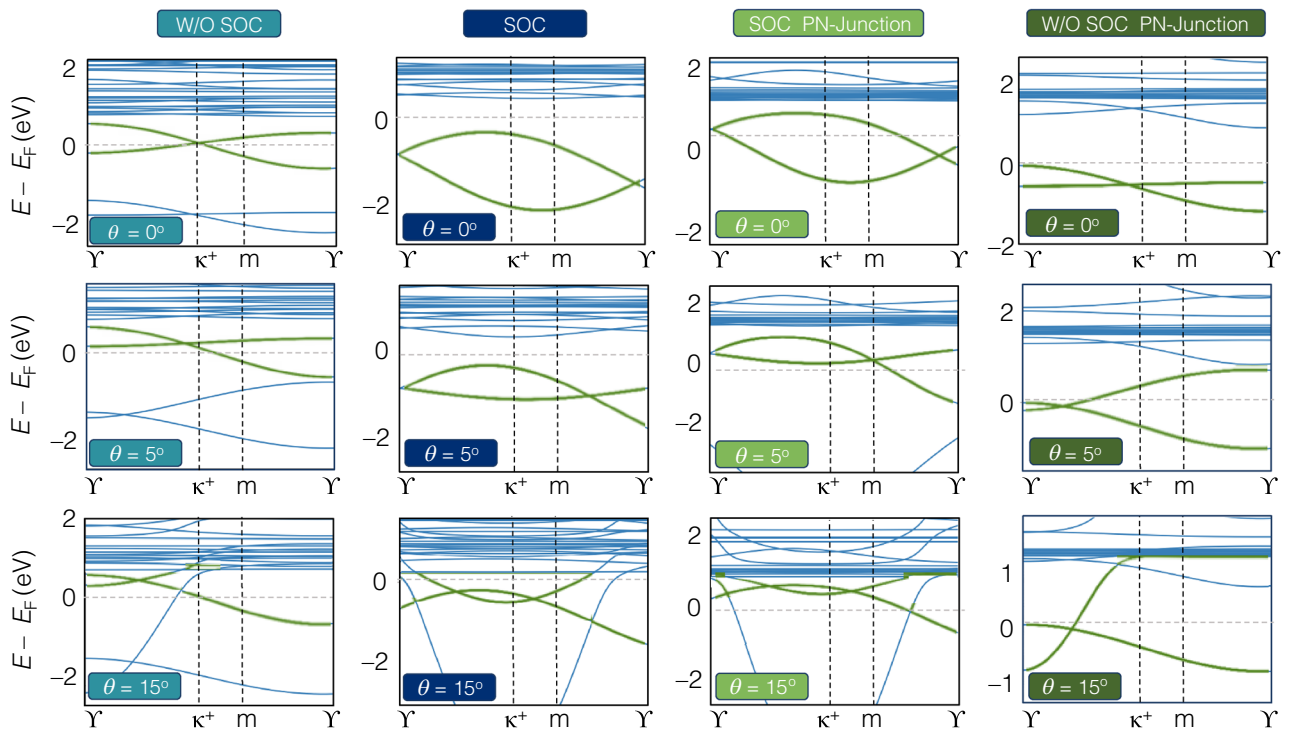 W/O SOC
SOC
SOC PN-Junction
W/O SOC PN-Junction
E − E_F (eV)
2
0
−2
θ = 0°
ϒ κ⁺ m ϒ
0
−2
θ = 0°
ϒ κ⁺ m ϒ
2
0
−2
θ = 0°
ϒ κ⁺ m ϒ
2
0
−2
θ = 0°
ϒ κ⁺ m ϒ
E − E_F (eV)
0
−2
θ = 5°
ϒ κ⁺ m ϒ
0
−2
θ = 5°
ϒ κ⁺ m ϒ
2
0
−2
θ = 5°
ϒ κ⁺ m ϒ
2
0
θ = 5°
ϒ κ⁺ m ϒ
E − E_F (eV)
2
0
−2
θ = 15°
ϒ κ⁺ m ϒ
0
−2
θ = 15°
ϒ κ⁺ m ϒ
2
0
−2
θ = 15°
ϒ κ⁺ m ϒ
1
0
−1
θ = 15°
ϒ κ⁺ m ϒ